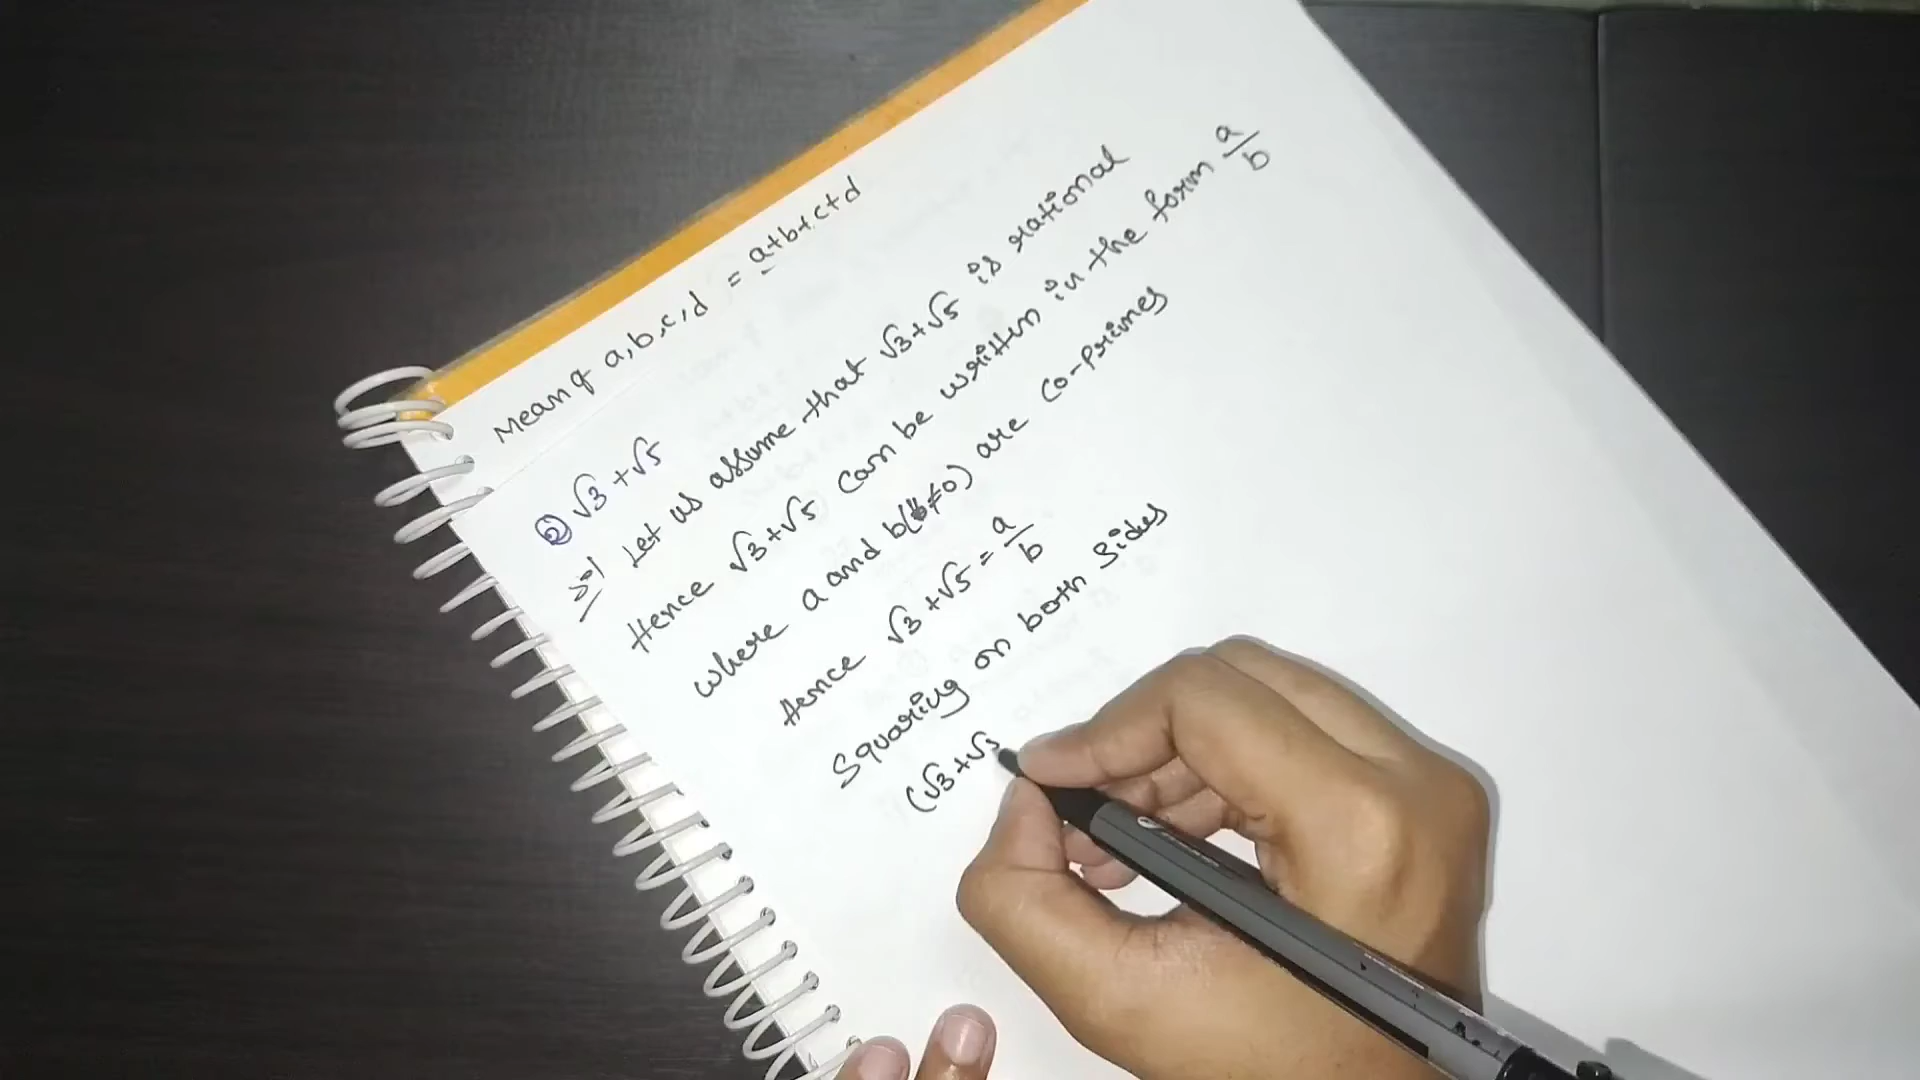 Mean of a,b,c,d = a+b+c+d
② √3 + √5
Sol Let us assume that √3+√5 is rational
Hence √3+√5 can be written in the form a/b
where a and b(b≠0) are co-primes
Hence √3 + √5 = a/b
Squaring on both sides
(√3+√5